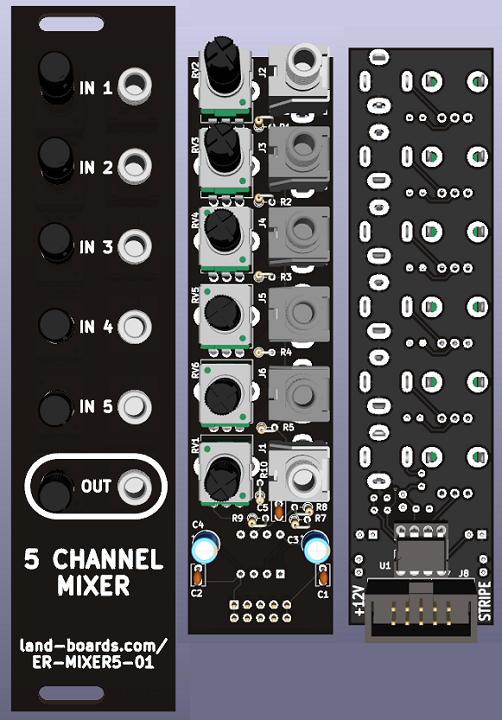 IN 1
IN 2
IN 3
IN 4
IN 5
OUT
5 CHANNEL
MIXER
land-boards.com/
ER-MIXER5-01
RV2
J2
RV3
J3
R2
RV4
J4
R3
RV5
J5
R4
RV6
J6
R5
RV1
J1
R10
C5
R8
R9
R7
C4
C3
C2
C1
U1
J8
+12V
STRIPE